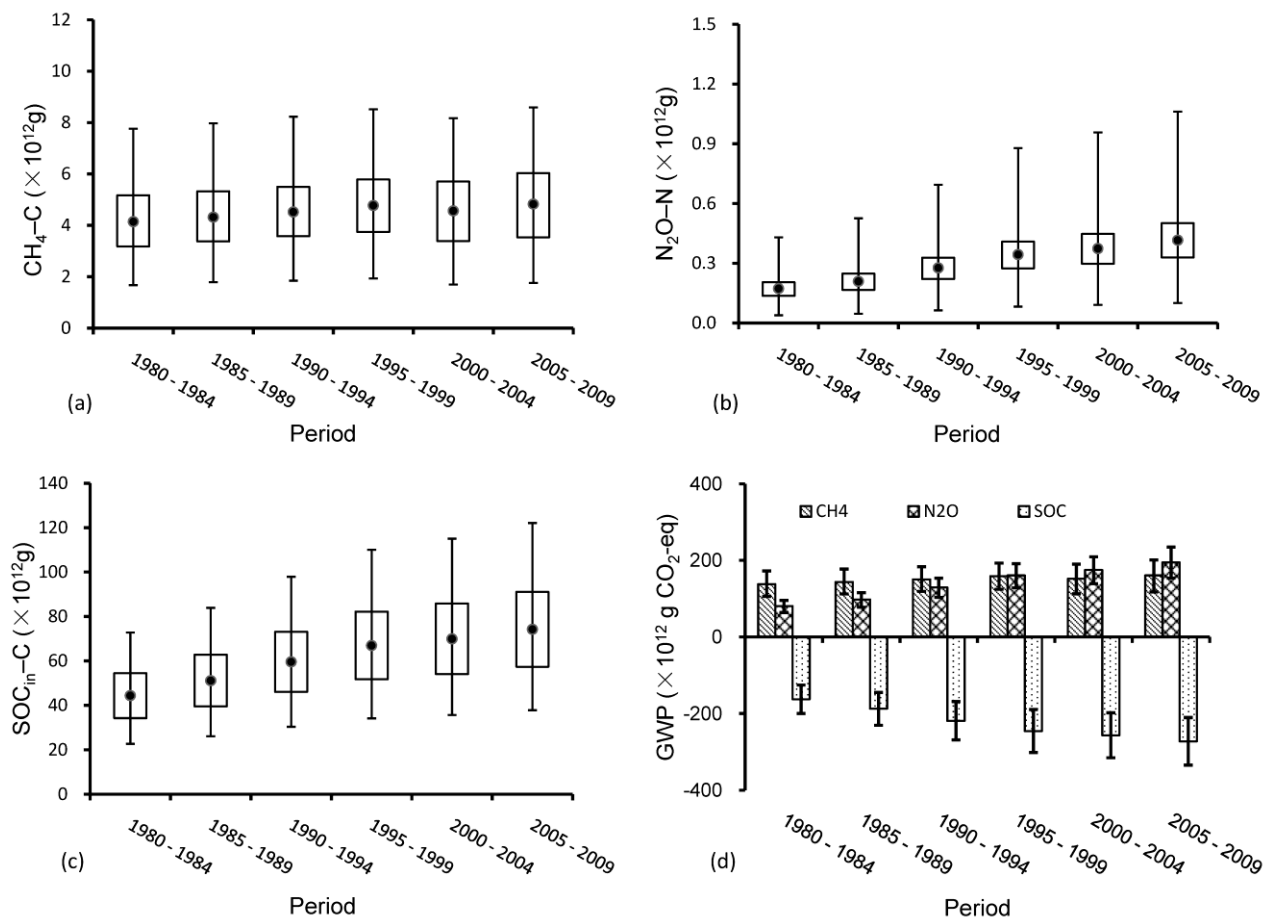 12
10
8
6
4
2
0
CH₄–C (×10¹²g)
1980 - 1984
1985 - 1989
1990 - 1994
1995 - 1999
2000 - 2004
2005 - 2009
(a)
Period
1.5
1.2
0.9
0.6
0.3
0.0
N₂O–N (×10¹²g)
1980 - 1984
1985 - 1989
1990 - 1994
1995 - 1999
2000 - 2004
2005 - 2009
(b)
Period
140
120
100
80
60
40
20
0
SOCᵢₙ–C (×10¹²g)
1980 - 1984
1985 - 1989
1990 - 1994
1995 - 1999
2000 - 2004
2005 - 2009
(c)
Period
400
200
0
-200
-400
GWP (×10¹² g CO₂-eq)
CH4 N2O SOC
1980 - 1984
1985 - 1989
1990 - 1994
1995 - 1999
2000 - 2004
2005 - 2009
(d)
Period